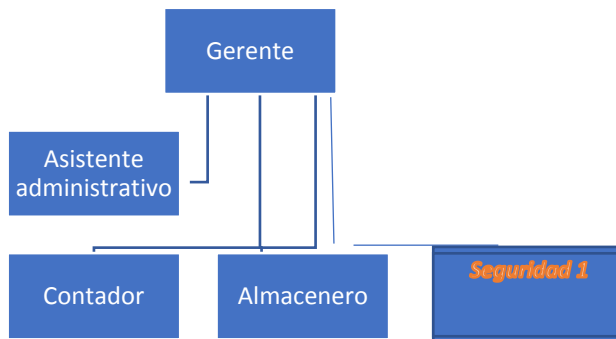 Gerente
Asistente
administrativo
Contador
Almacenero
Seguridad 1